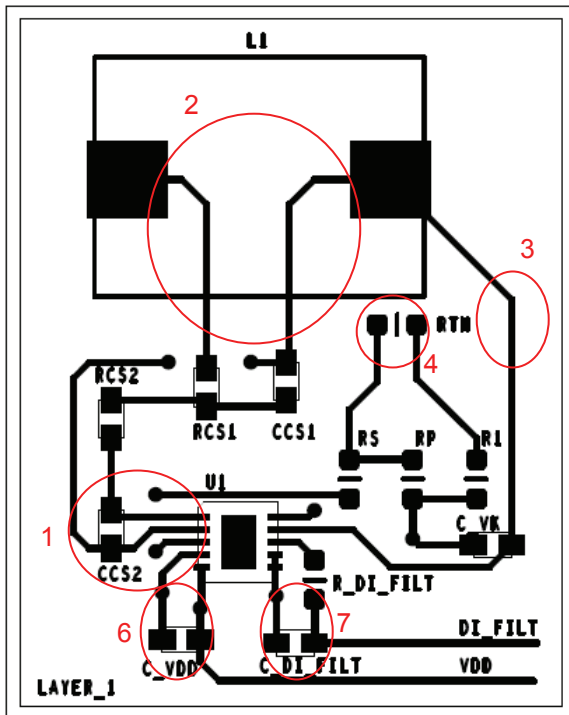 L1
2
3
RTN
4
RCS2
RCS1
CCS1
RS
RP
R1
1
U1
C_VK
CCS2
R_DI_FILT
6
7
DI_FILT
C_VDD
C_DI_FILT
VDD
LAYER_1